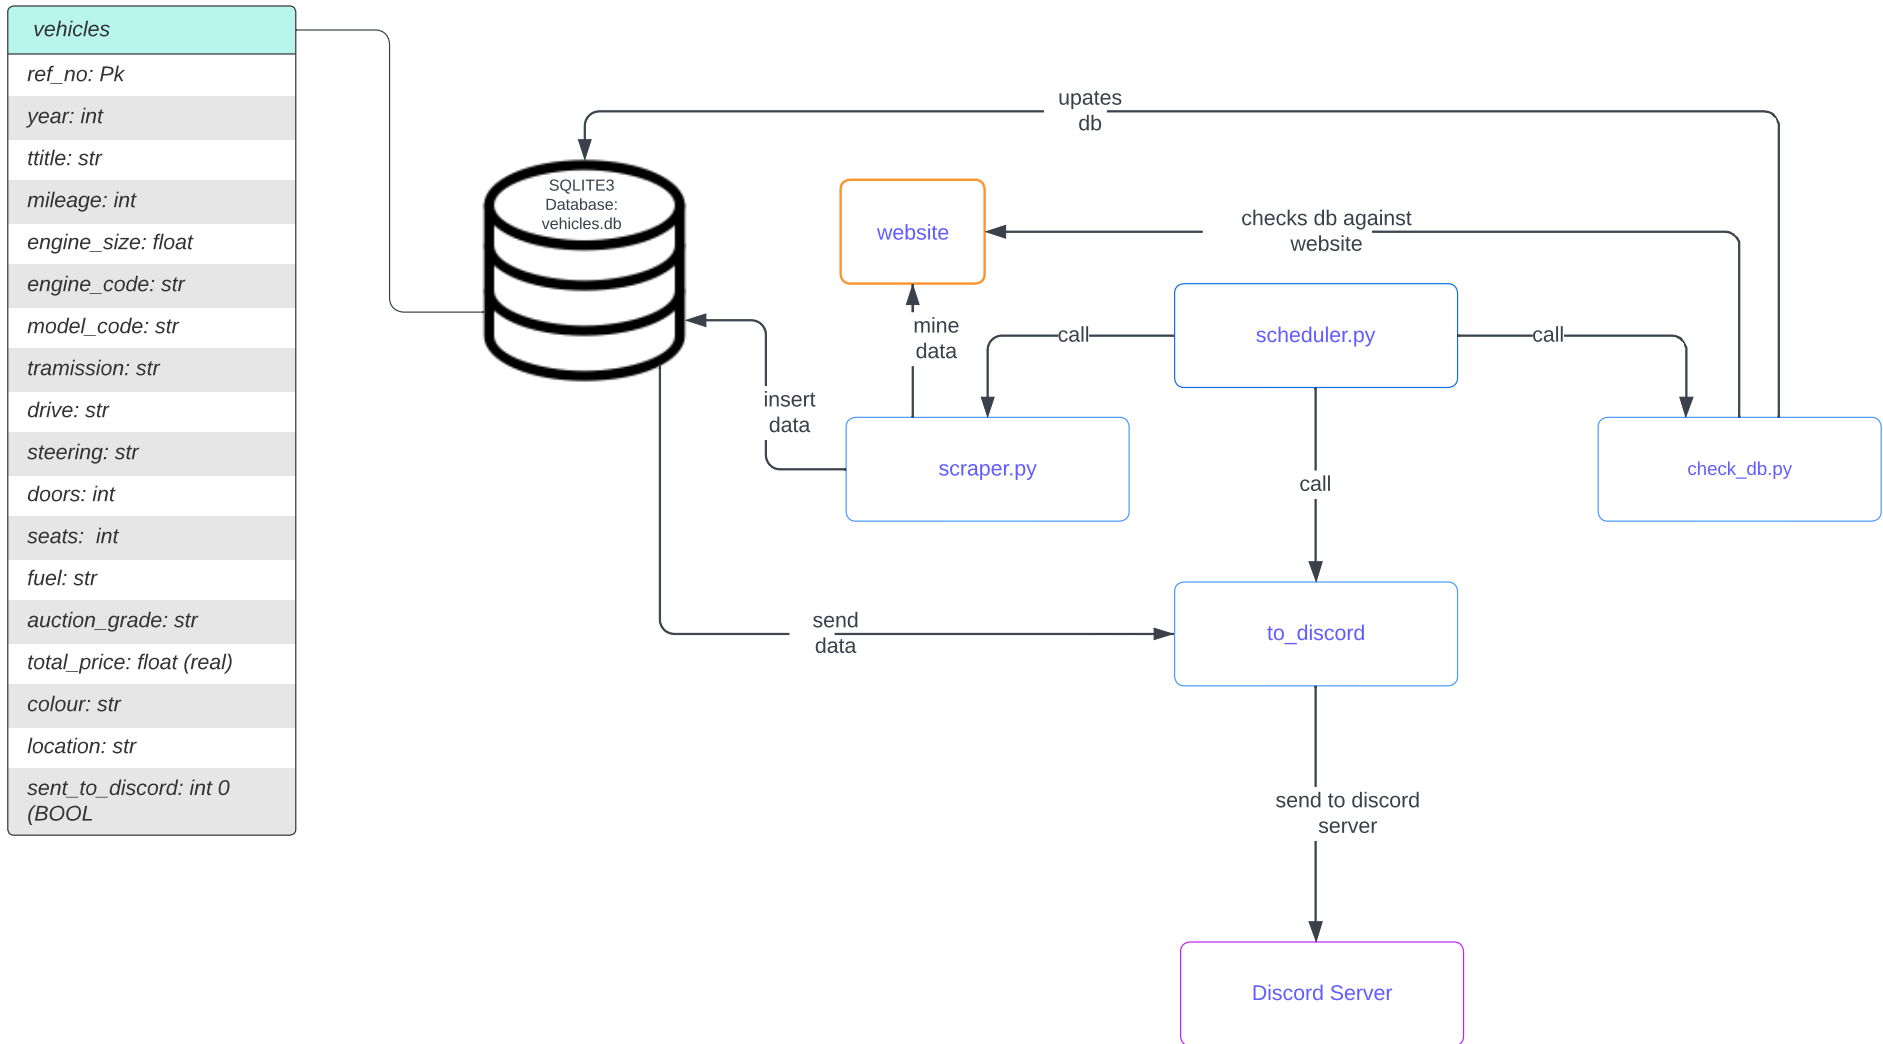 vehicles
ref_no: Pk
year: int
ttitle: str
mileage: int
engine_size: float
engine_code: str
model_code: str
tramission: str
drive: str
steering: str
doors: int
seats:  int
fuel: str
auction_grade: str
total_price: float (real)
colour: str
location: str
sent_to_discord: int 0
(BOOL
upates
db
SQLITE3
Database:
vehicles.db
website
checks db against
website
mine
data
call
scheduler.py
call
insert
data
scraper.py
call
check_db.py
send
data
to_discord
send to discord
server
Discord Server